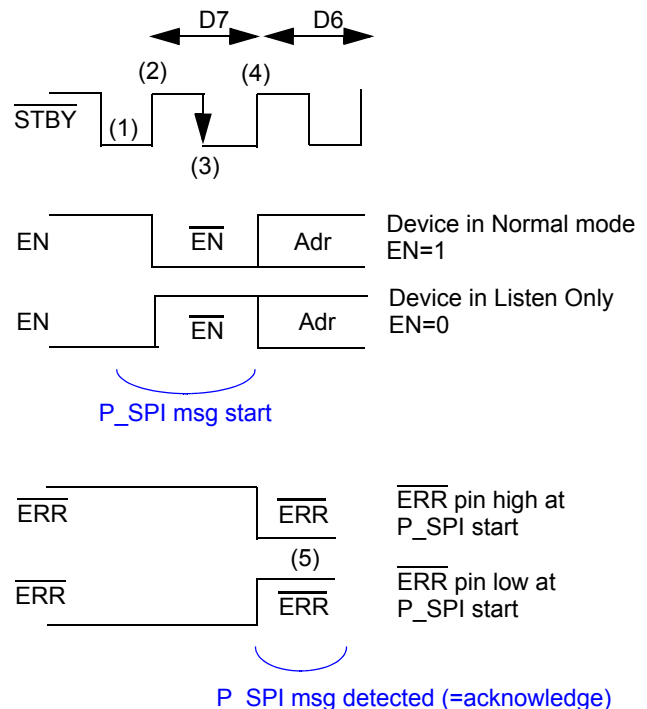 D7 D6
(2) (4)
STBY (1)
(3)
EN EN Adr Device in Normal mode
EN=1
EN EN Adr Device in Listen Only
EN=0
P_SPI msg start
ERR ERR ERR pin high at
P_SPI start
(5)
ERR ERR ERR pin low at
P_SPI start
P_SPI msg detected (=acknowledge)